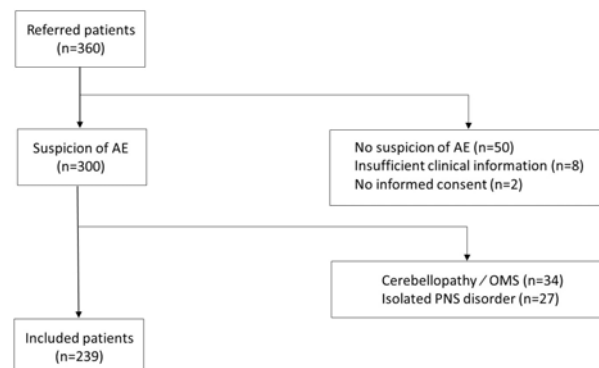 Referred patients
(n=360)
Suspicion of AE
(n=300)
No suspicion of AE (n=50)
Insufficient clinical information (n=8)
No informed consent (n=2)
Cerebellopathy / OMS (n=34)
Isolated PNS disorder (n=27)
Included patients
(n=239)